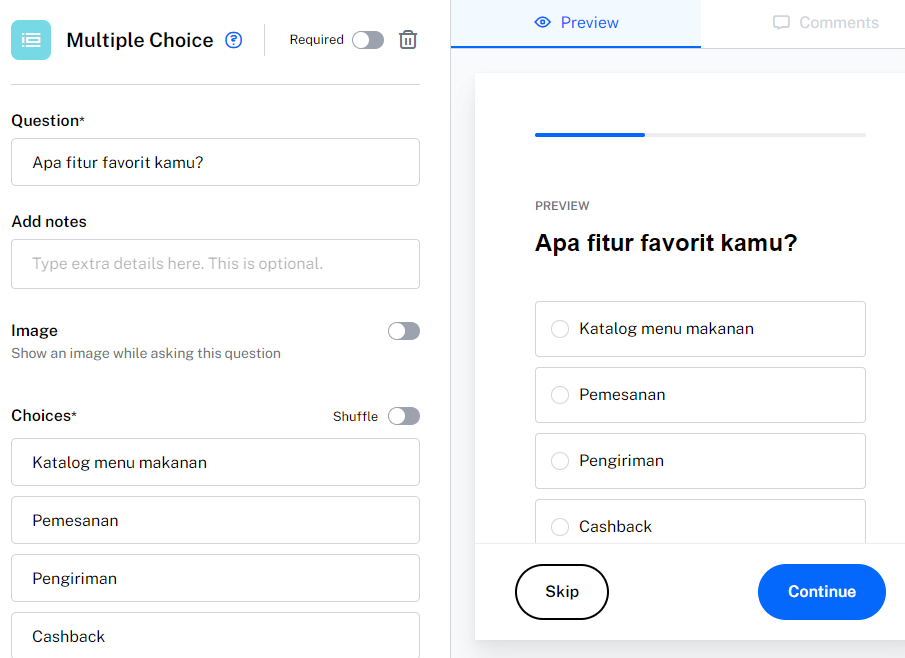 Multiple Choice ?
Required
Question*
Apa fitur favorit kamu?
Add notes
Type extra details here. This is optional.
Image
Show an image while asking this question
Choices*
Shuffle
Katalog menu makanan
Pemesanan
Pengiriman
Cashback
Preview
Comments
PREVIEW
Apa fitur favorit kamu?
Katalog menu makanan
Pemesanan
Pengiriman
Cashback
Skip
Continue